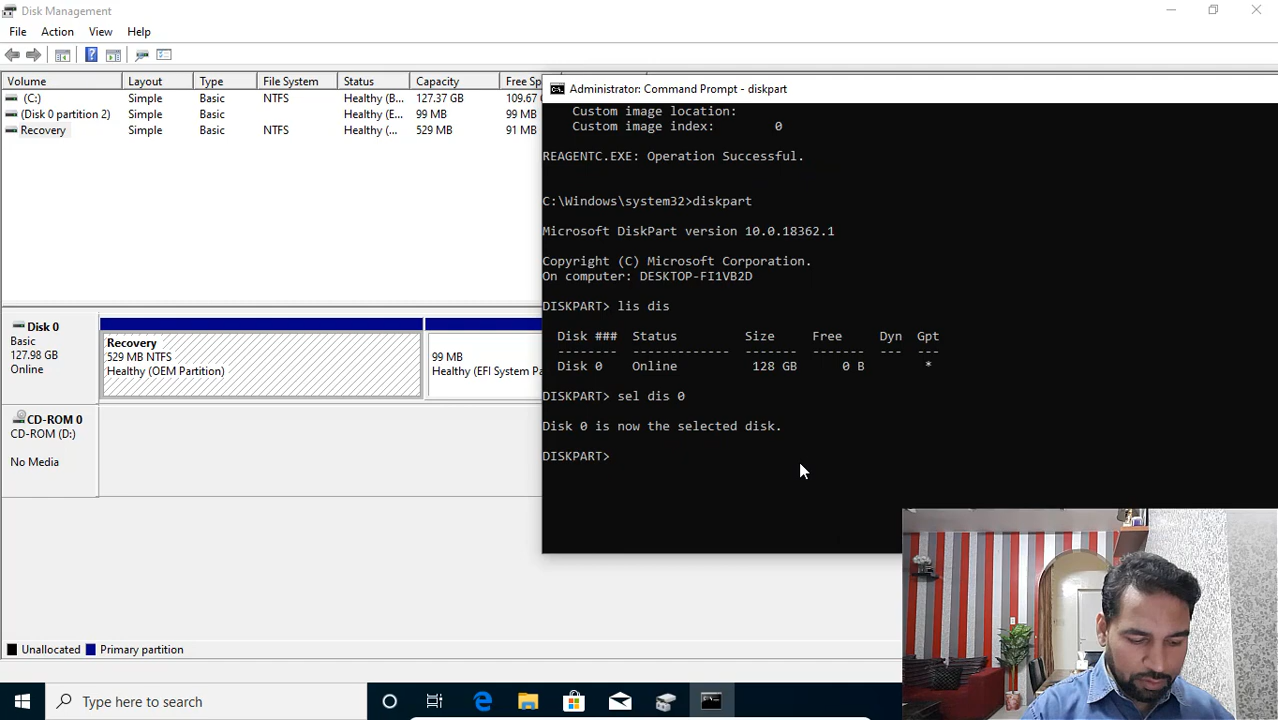 Disk Management
File Action View Help
Volume Layout Type File System Status Capacity Free Sp
(C:) Simple Basic NTFS Healthy (B... 127.37 GB 109.67
(Disk 0 partition 2) Simple Basic Healthy (E... 99 MB 99 MB
Recovery Simple Basic NTFS Healthy (... 529 MB 91 MB
Disk 0
Basic
127.98 GB
Online
Recovery
529 MB NTFS
Healthy (OEM Partition)
99 MB
Healthy (EFI System Pa
CD-ROM 0
CD-ROM (D:)
No Media
Unallocated Primary partition
Administrator: Command Prompt - diskpart
Custom image location:
Custom image index: 0
REAGENTC.EXE: Operation Successful.
C:\Windows\system32>diskpart
Microsoft DiskPart version 10.0.18362.1
Copyright (C) Microsoft Corporation.
On computer: DESKTOP-FI1VB2D
DISKPART> lis dis
Disk ### Status Size Free Dyn Gpt
-------- ------------- ------- ------- --- ---
Disk 0 Online 128 GB 0 B *
DISKPART> sel dis 0
Disk 0 is now the selected disk.
DISKPART>
Type here to search